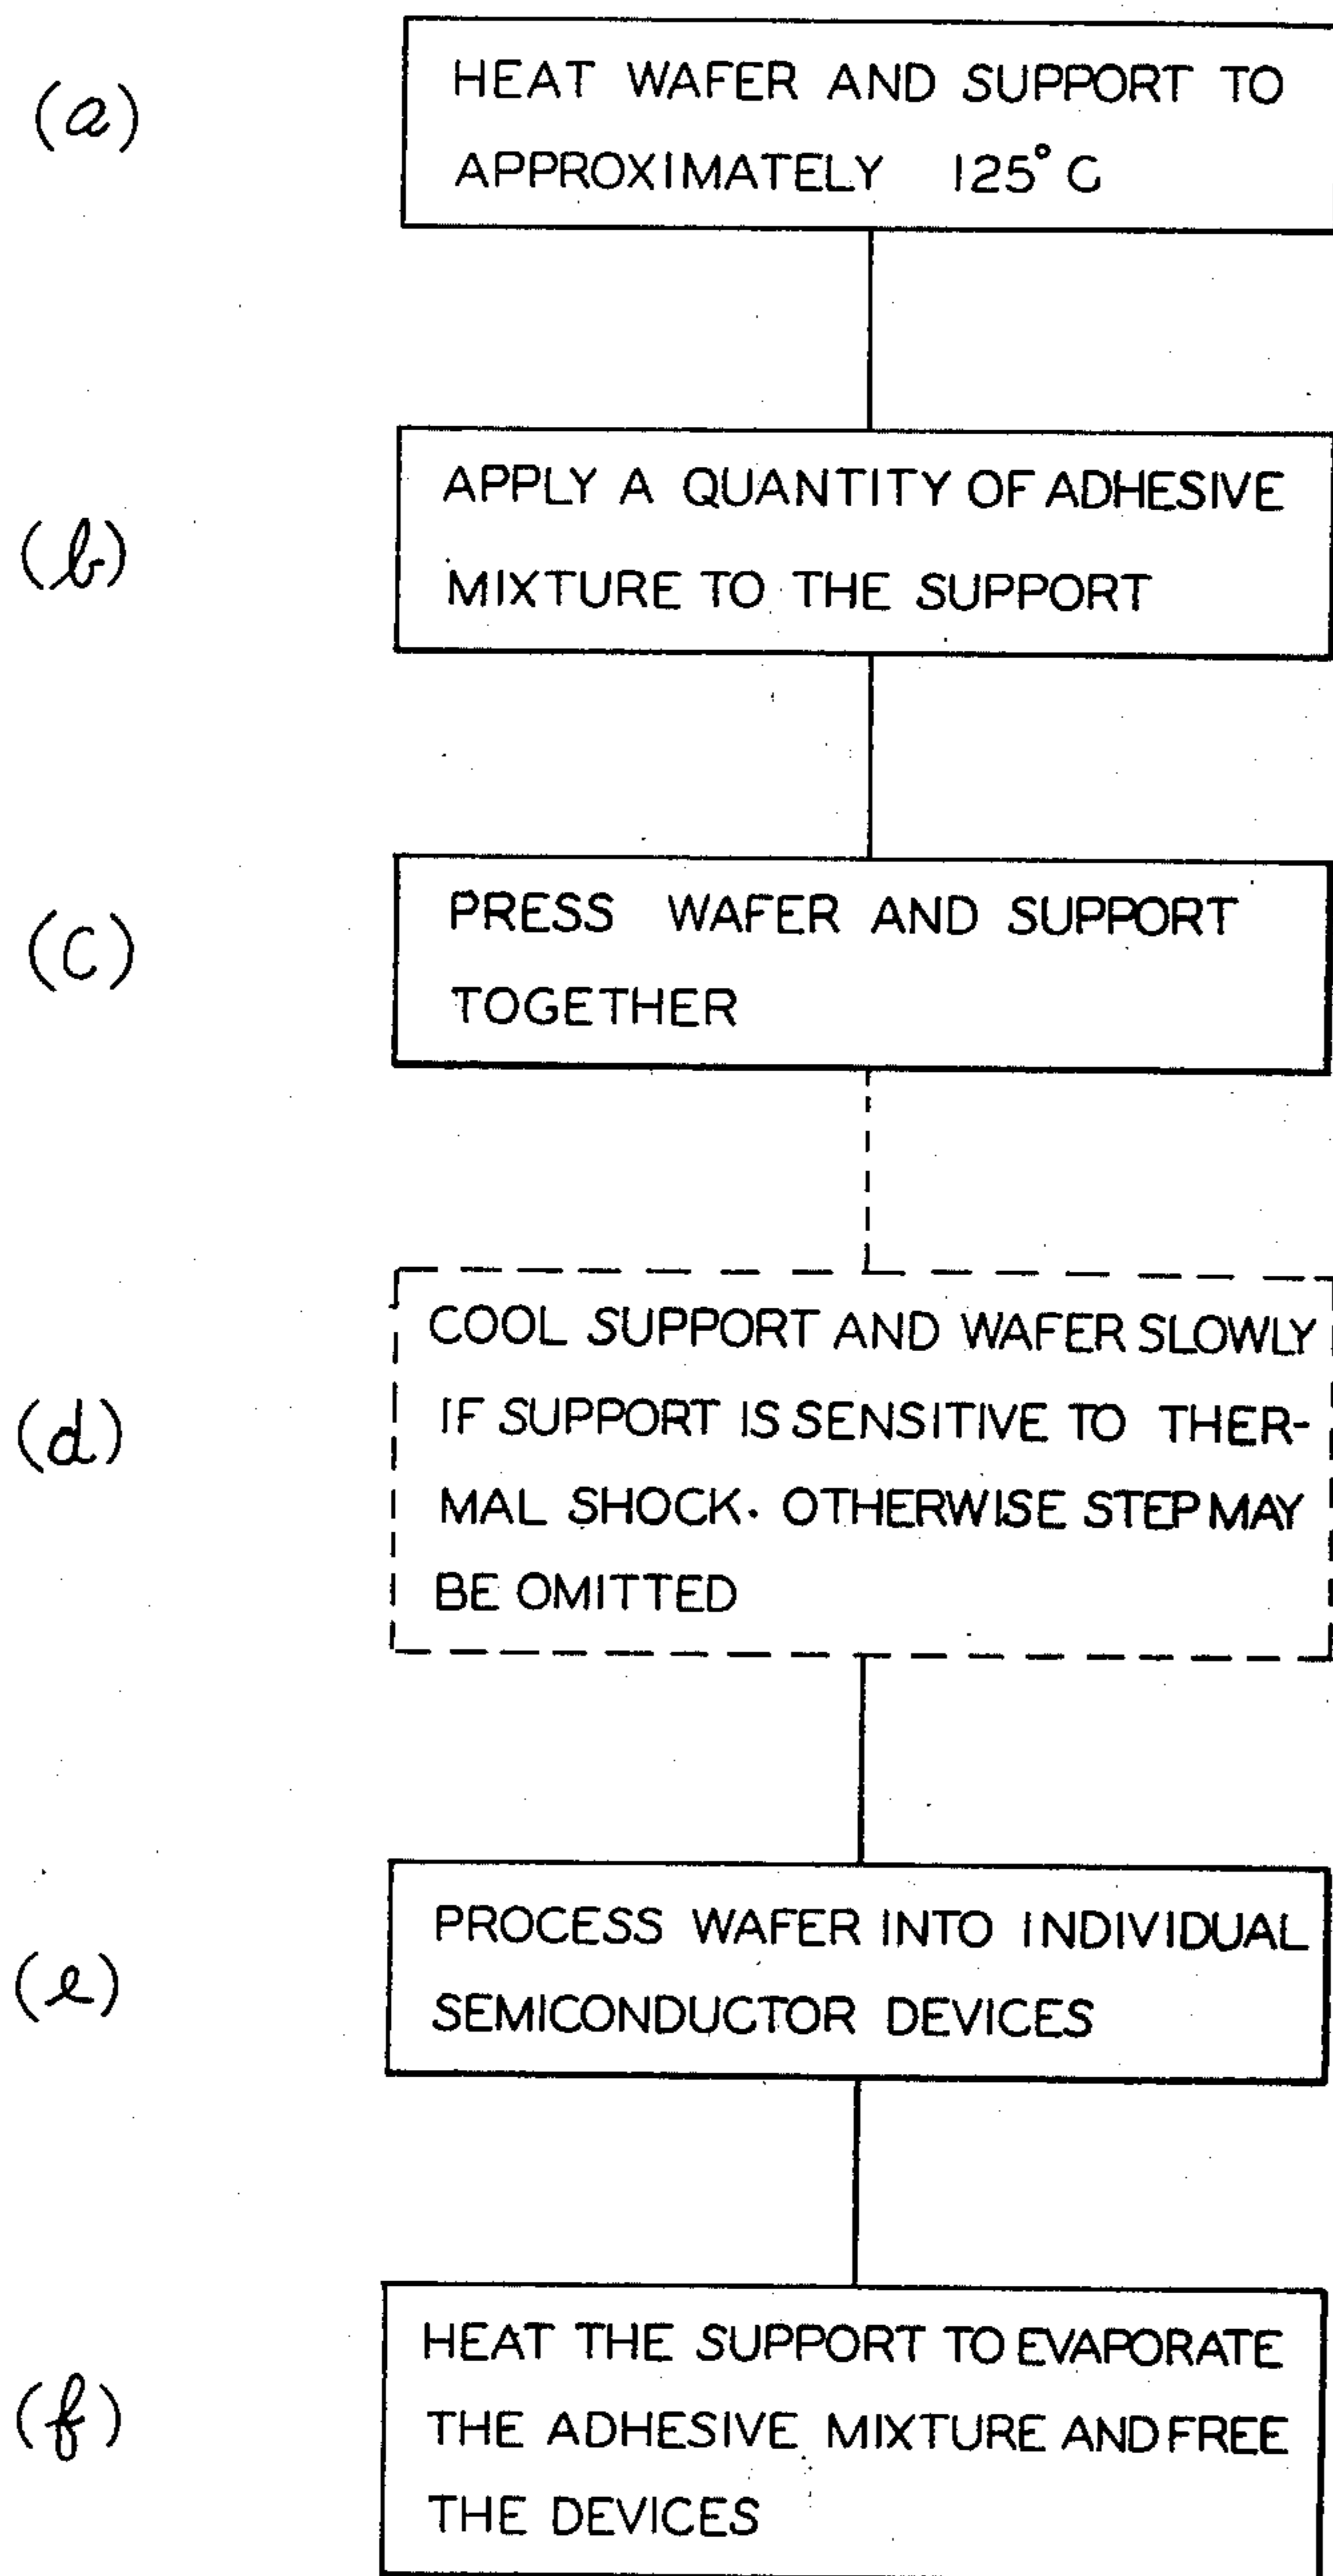 (a)
HEAT WAFER AND SUPPORT TO
APPROXIMATELY 125° C
(b)
APPLY A QUANTITY OF ADHESIVE
MIXTURE TO THE SUPPORT
(c)
PRESS WAFER AND SUPPORT
TOGETHER
(d)
COOL SUPPORT AND WAFER SLOWLY
IF SUPPORT IS SENSITIVE TO THER-
MAL SHOCK. OTHERWISE STEP MAY
BE OMITTED
(e)
PROCESS WAFER INTO INDIVIDUAL
SEMICONDUCTOR DEVICES
(f)
HEAT THE SUPPORT TO EVAPORATE
THE ADHESIVE MIXTURE AND FREE
THE DEVICES